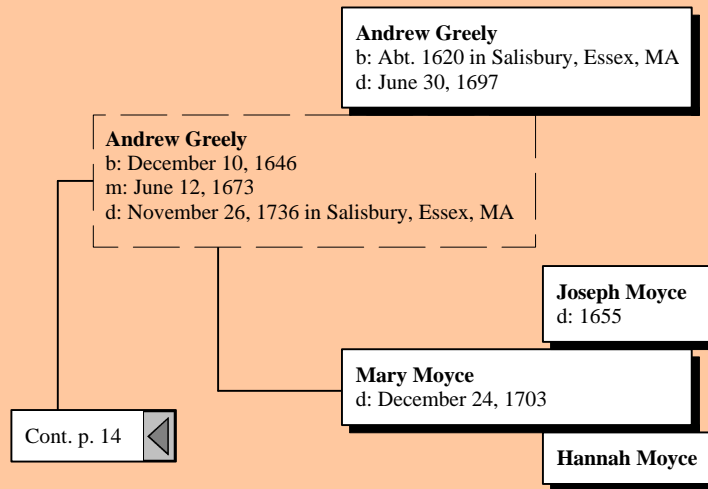 Andrew Greely
b: Abt. 1620 in Salisbury, Essex, MA
d: June 30, 1697
Andrew Greely
b: December 10, 1646
m: June 12, 1673
d: November 26, 1736 in Salisbury, Essex, MA
Joseph Moyce
d: 1655
Mary Moyce
d: December 24, 1703
Cont. p. 14
Hannah Moyce